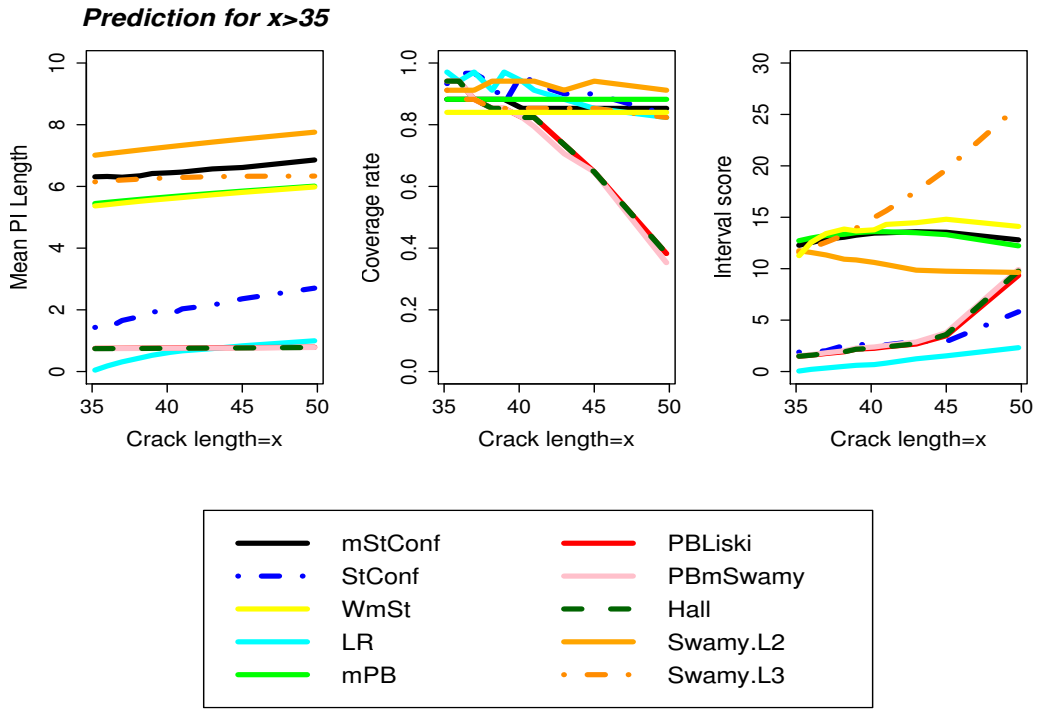 Prediction for x>35
Mean PI Length
0
2
4
6
8
10
35
40
45
50
Crack length=x
Coverage rate
0.0
0.2
0.4
0.6
0.8
1.0
35
40
45
50
Crack length=x
Interval score
0
5
10
15
20
25
30
35
40
45
50
Crack length=x
mStConf
StConf
WmSt
LR
mPB
PBLiski
PBmSwamy
Hall
Swamy.L2
Swamy.L3